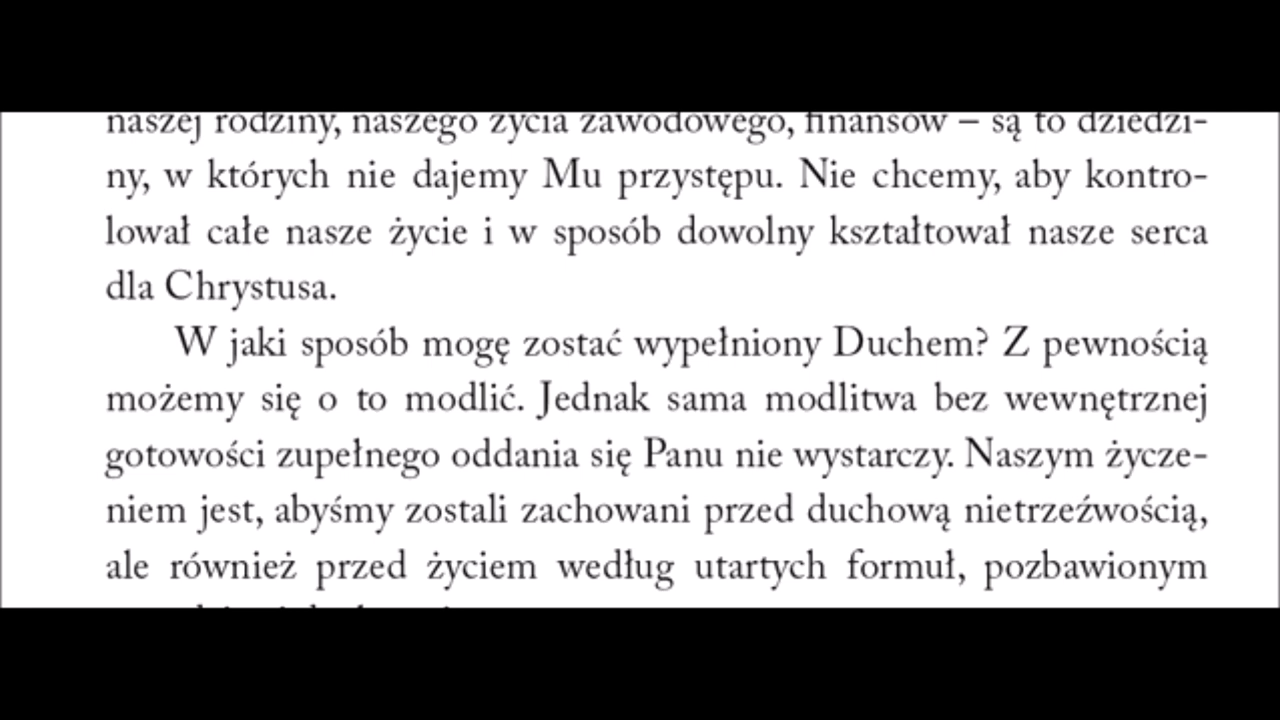 naszej rodziny, naszego życia zawodowego, finansów – są to dziedzi-
ny, w których nie dajemy Mu przystępu. Nie chcemy, aby kontro-
lował całe nasze życie i w sposób dowolny kształtował nasze serca
dla Chrystusa.
W jaki sposób mogę zostać wypełniony Duchem? Z pewnością
możemy się o to modlić. Jednak sama modlitwa bez wewnętrznej
gotowości zupełnego oddania się Panu nie wystarczy. Naszym życze-
niem jest, abyśmy zostali zachowani przed duchową nietrzeźwością,
ale również przed życiem według utartych formuł, pozbawionym